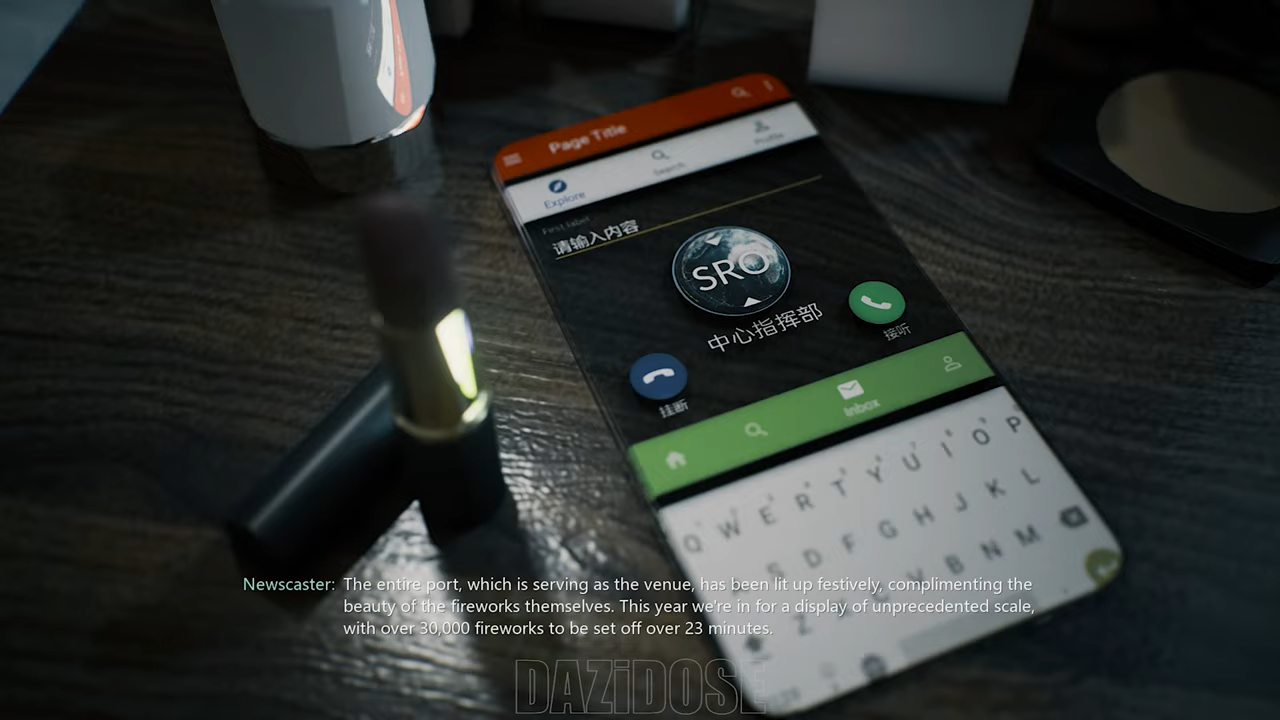 Page Title
Explore
Search
Profile
First label
请输入内容
SRO
中心指挥部
接听
挂断
Inbox
Q W E R T Y U I O P
S D F G H J K L
Z V B N M
Newscaster: The entire port, which is serving as the venue, has been lit up festively, complimenting the
beauty of the fireworks themselves. This year we're in for a display of unprecedented scale,
with over 30,000 fireworks to be set off over 23 minutes.
DAZiDOSE